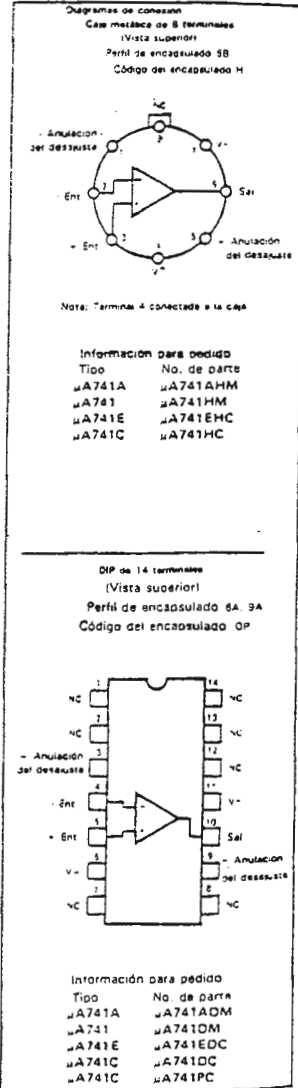 Diagramas de conexión
Caja metálica de 8 terminales
(Vista superior)
Perfil de encapsulado 5B
Código del encapsulado H
NC
8
- Anulación
del desajuste
1
7
V+
- Ent
2
6
Sal
+ Ent
3
5
- Anulación
del desajuste
4
Nota: Terminal 4 conectada a la caja
Información para pedido
Tipo No. de parte
μA741A μA741AHM
μA741 μA741HM
μA741E μA741EHC
μA741C μA741HC
DIP de 14 terminales
(Vista superior)
Perfil de encapsulado 6A, 9A
Código del encapsulado DP
1
14
NC
NC
2
13
NC
NC
- Anulación
del desajuste
3
12
NC
4
11
- Ent
V+
5
10
+ Ent
Sal
6
9
V-
- Anulación
del desajuste
7
8
NC
NC
Información para pedido
Tipo No. de parte
μA741A μA741ADM
μA741 μA741DM
μA741E μA741EDC
μA741C μA741DC
μA741C μA741PC